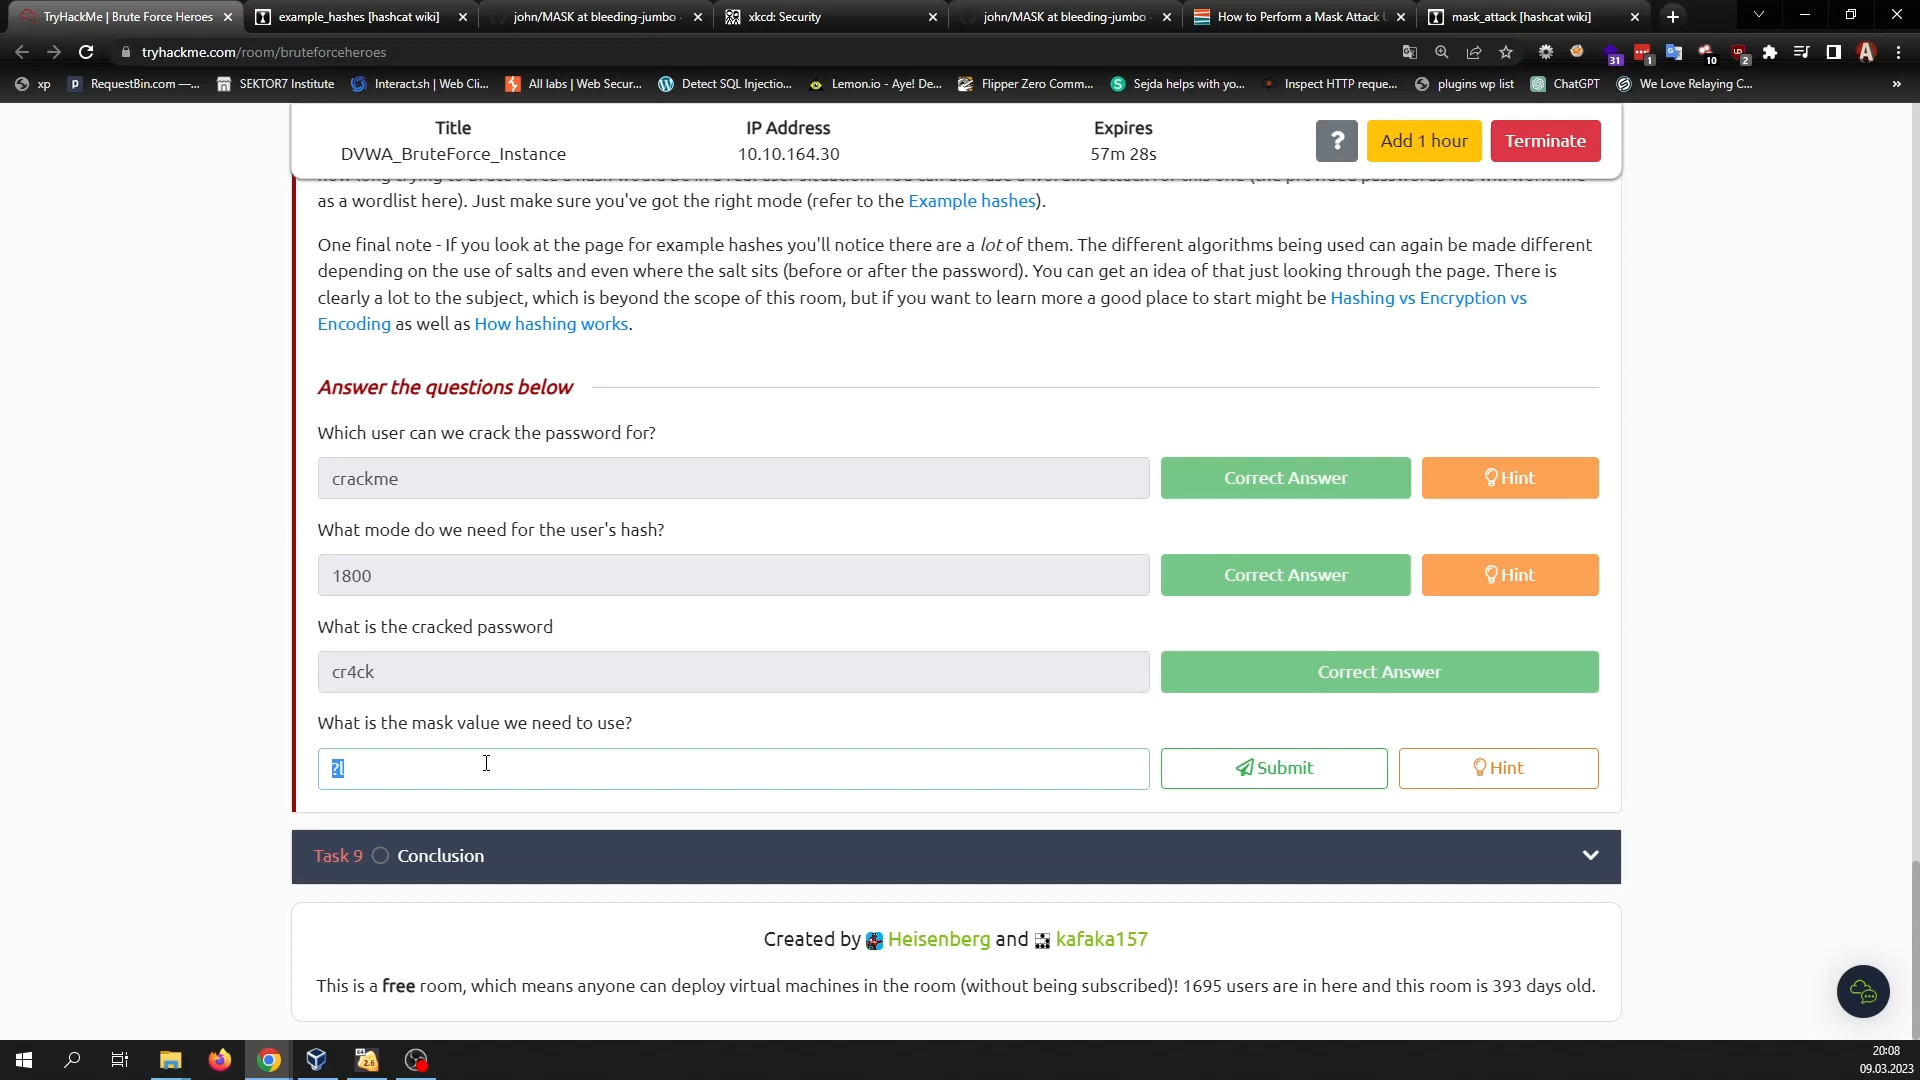 TryHackMe | Brute Force Heroes
example_hashes [hashcat wiki]
john/MASK at bleeding-jumbo
xkcd: Security
john/MASK at bleeding-jumbo
How to Perform a Mask Attack U
mask_attack [hashcat wiki]
tryhackme.com/room/bruteforceheroes
31
1
10
2
xp
RequestBin.com —...
SEKTOR7 Institute
Interact.sh | Web Cli...
All labs | Web Secur...
Detect SQL Injectio...
Lemon.io - Aye! De...
Flipper Zero Comm...
Sejda helps with yo...
Inspect HTTP reque...
plugins wp list
ChatGPT
We Love Relaying C...
»
Title
IP Address
Expires
DVWA_BruteForce_Instance
10.10.164.30
57m 28s
?
Add 1 hour
Terminate
as a wordlist here). Just make sure you've got the right mode (refer to the Example hashes).
One final note - If you look at the page for example hashes you'll notice there are a lot of them. The different algorithms being used can again be made different
depending on the use of salts and even where the salt sits (before or after the password). You can get an idea of that just looking through the page. There is
clearly a lot to the subject, which is beyond the scope of this room, but if you want to learn more a good place to start might be Hashing vs Encryption vs
Encoding as well as How hashing works.
Answer the questions below
Which user can we crack the password for?
crackme
Correct Answer
Hint
What mode do we need for the user's hash?
1800
Correct Answer
Hint
What is the cracked password
cr4ck
Correct Answer
What is the mask value we need to use?
?l
Submit
Hint
Task 9
Conclusion
Created by Heisenberg and kafaka157
This is a free room, which means anyone can deploy virtual machines in the room (without being subscribed)! 1695 users are in here and this room is 393 days old.
64
2.6
20:08
09.03.2023